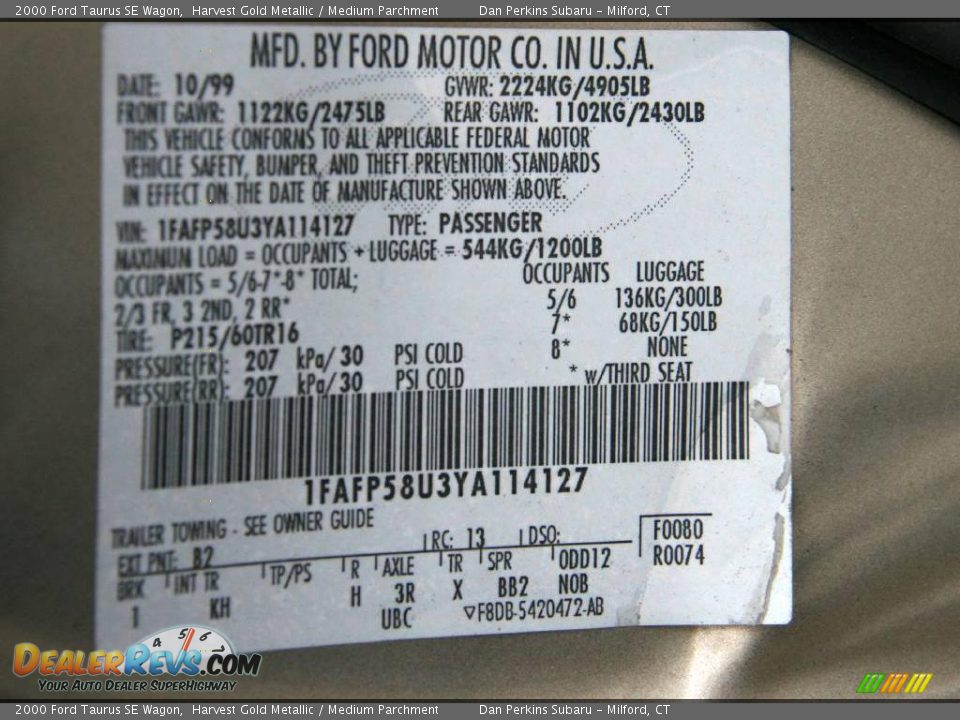 2000 Ford Taurus SE Wagon, Harvest Gold Metallic / Medium Parchment Dan Perkins Subaru - Milford, CT
MFD. BY FORD MOTOR CO. IN U.S.A.
DATE: 10/99 GVWR: 2224KG/4905LB
FRONT GAWR: 1122KG/2475LB REAR GAWR: 1102KG/2430LB
THIS VEHICLE CONFORMS TO ALL APPLICABLE FEDERAL MOTOR
VEHICLE SAFETY, BUMPER, AND THEFT PREVENTION STANDARDS
IN EFFECT ON THE DATE OF MANUFACTURE SHOWN ABOVE.
VIN: 1FAFP58U3YA114127 TYPE: PASSENGER
MAXIMUM LOAD = OCCUPANTS + LUGGAGE = 544KG/1200LB
OCCUPANTS = 5/6-7*-8* TOTAL; OCCUPANTS LUGGAGE
2/3 FR, 3 2ND, 2 RR* 5/6 136KG/300LB
TIRE: P215/60TR16 7* 68KG/150LB
PRESSURE(FR): 207 kPa/ 30 PSI COLD 8* NONE
PRESSURE(RR): 207 kPa/ 30 PSI COLD * w/THIRD SEAT
1FAFP58U3YA114127
TRAILER TOWING - SEE OWNER GUIDE
EXT PNT: B2 RC: 13 DSO: F0080
BRK INT TR TP/PS R AXLE TR SPR ODD12 R0074
1 KH H 3R X BB2 NOB
UBC ▽F8DB-5420472-AB
4 5 6
DEALERREVS.COM
YOUR AUTO DEALER SUPERHIGHWAY
2000 Ford Taurus SE Wagon, Harvest Gold Metallic / Medium Parchment Dan Perkins Subaru - Milford, CT